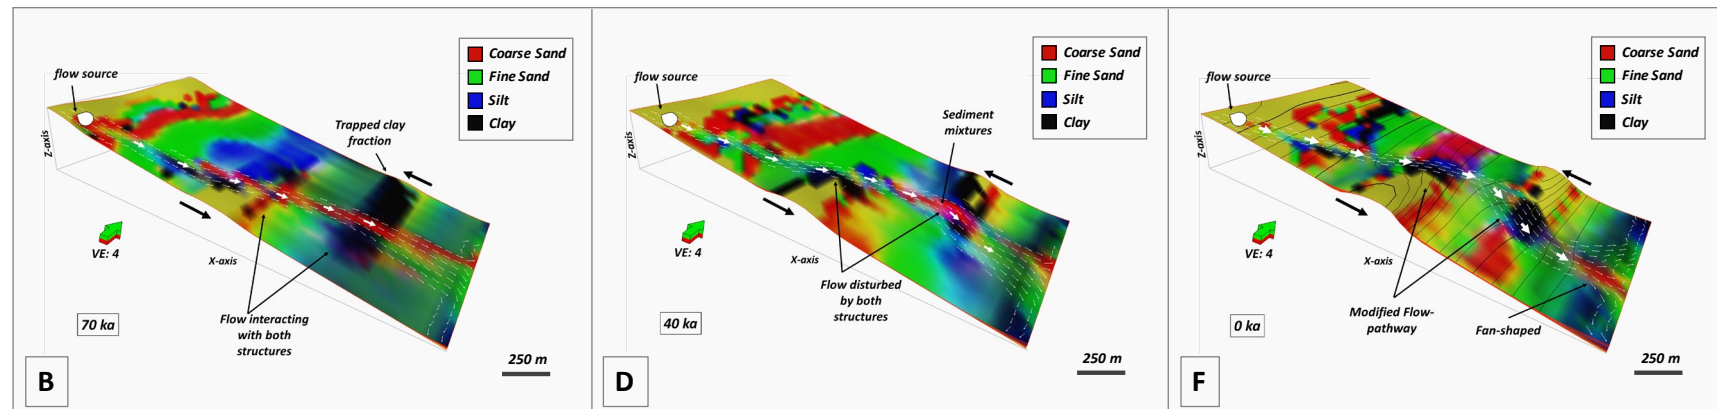 flow source
Coarse Sand
Fine Sand
Silt
Clay
Trapped clay
fraction
Z-axis
X-axis
VE: 4
70 ka
Flow interacting
with both
structures
250 m
B
flow source
Coarse Sand
Fine Sand
Silt
Clay
Sediment
mixtures
Z-axis
X-axis
VE: 4
40 ka
Flow disturbed
by both
structures
250 m
D
flow source
Coarse Sand
Fine Sand
Silt
Clay
Z-axis
X-axis
VE: 4
0 ka
Modified Flow-
pathway
Fan-shaped
250 m
F